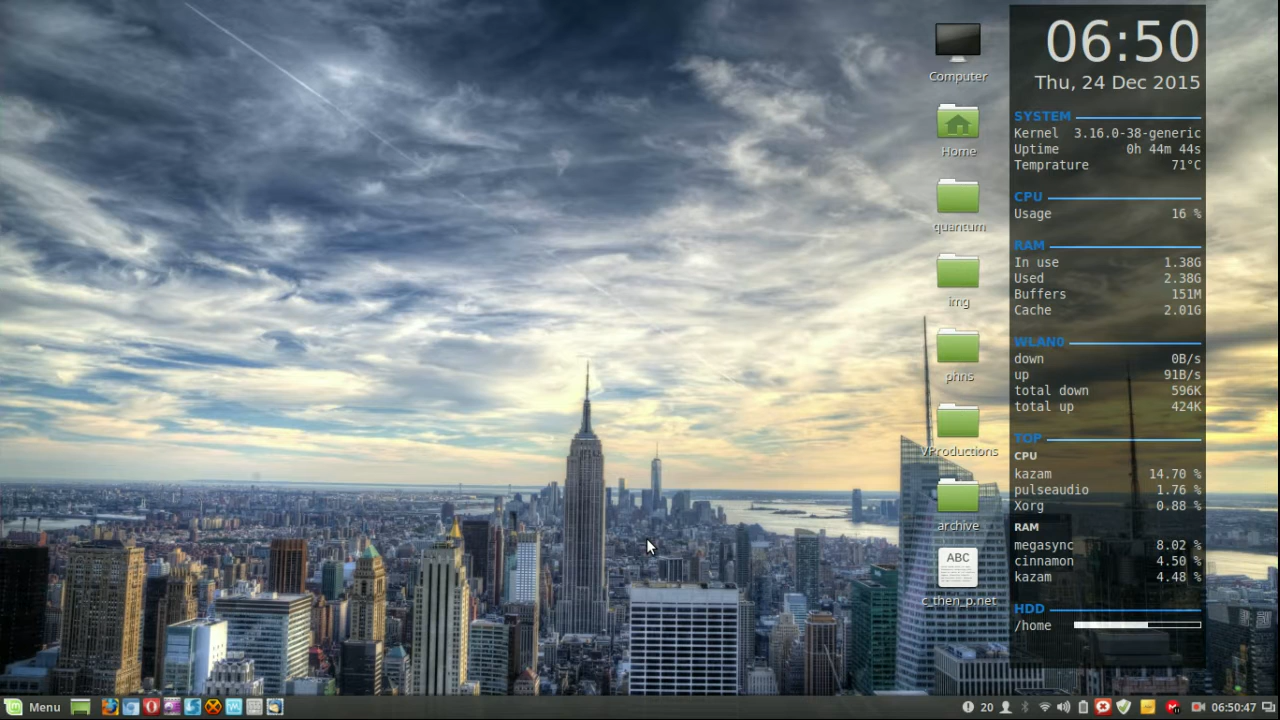 Computer
Home
quantum
img
phns
VProductions
archive
ABC
c_then_p.net
06:50
Thu, 24 Dec 2015
SYSTEM
Kernel 3.16.0-38-generic
Uptime 0h 44m 44s
Temprature 71°C
CPU
Usage 16 %
RAM
In use 1.38G
Used 2.38G
Buffers 151M
Cache 2.01G
WLAN0
down 0B/s
up 91B/s
total down 596K
total up 424K
TOP
CPU
kazam 14.70 %
pulseaudio 1.76 %
Xorg 0.88 %
RAM
megasync 8.02 %
cinnamon 4.50 %
kazam 4.48 %
HDD
/home
Menu 20 06:50:47